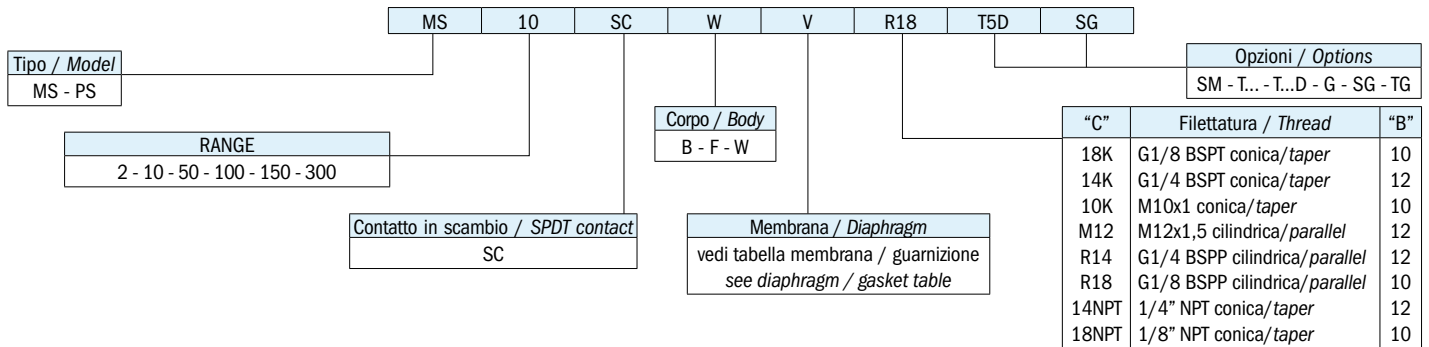 MS 10 SC W V R18 T5D SG
Tipo / Model
MS - PS
Opzioni / Options
SM - T... - T...D - G - SG - TG
Corpo / Body
B - F - W
RANGE
2 - 10 - 50 - 100 - 150 - 300
Contatto in scambio / SPDT contact
SC
Membrana / Diaphragm
vedi tabella membrana / guarnizione
see diaphragm / gasket table
“C” Filettatura / Thread “B”
18K G1/8 BSPT conica/taper 10
14K G1/4 BSPT conica/taper 12
10K M10x1 conica/taper 10
M12 M12x1,5 cilindrica/parallel 12
R14 G1/4 BSPP cilindrica/parallel 12
R18 G1/8 BSPP cilindrica/parallel 10
14NPT 1/4” NPT conica/taper 12
18NPT 1/8” NPT conica/taper 10